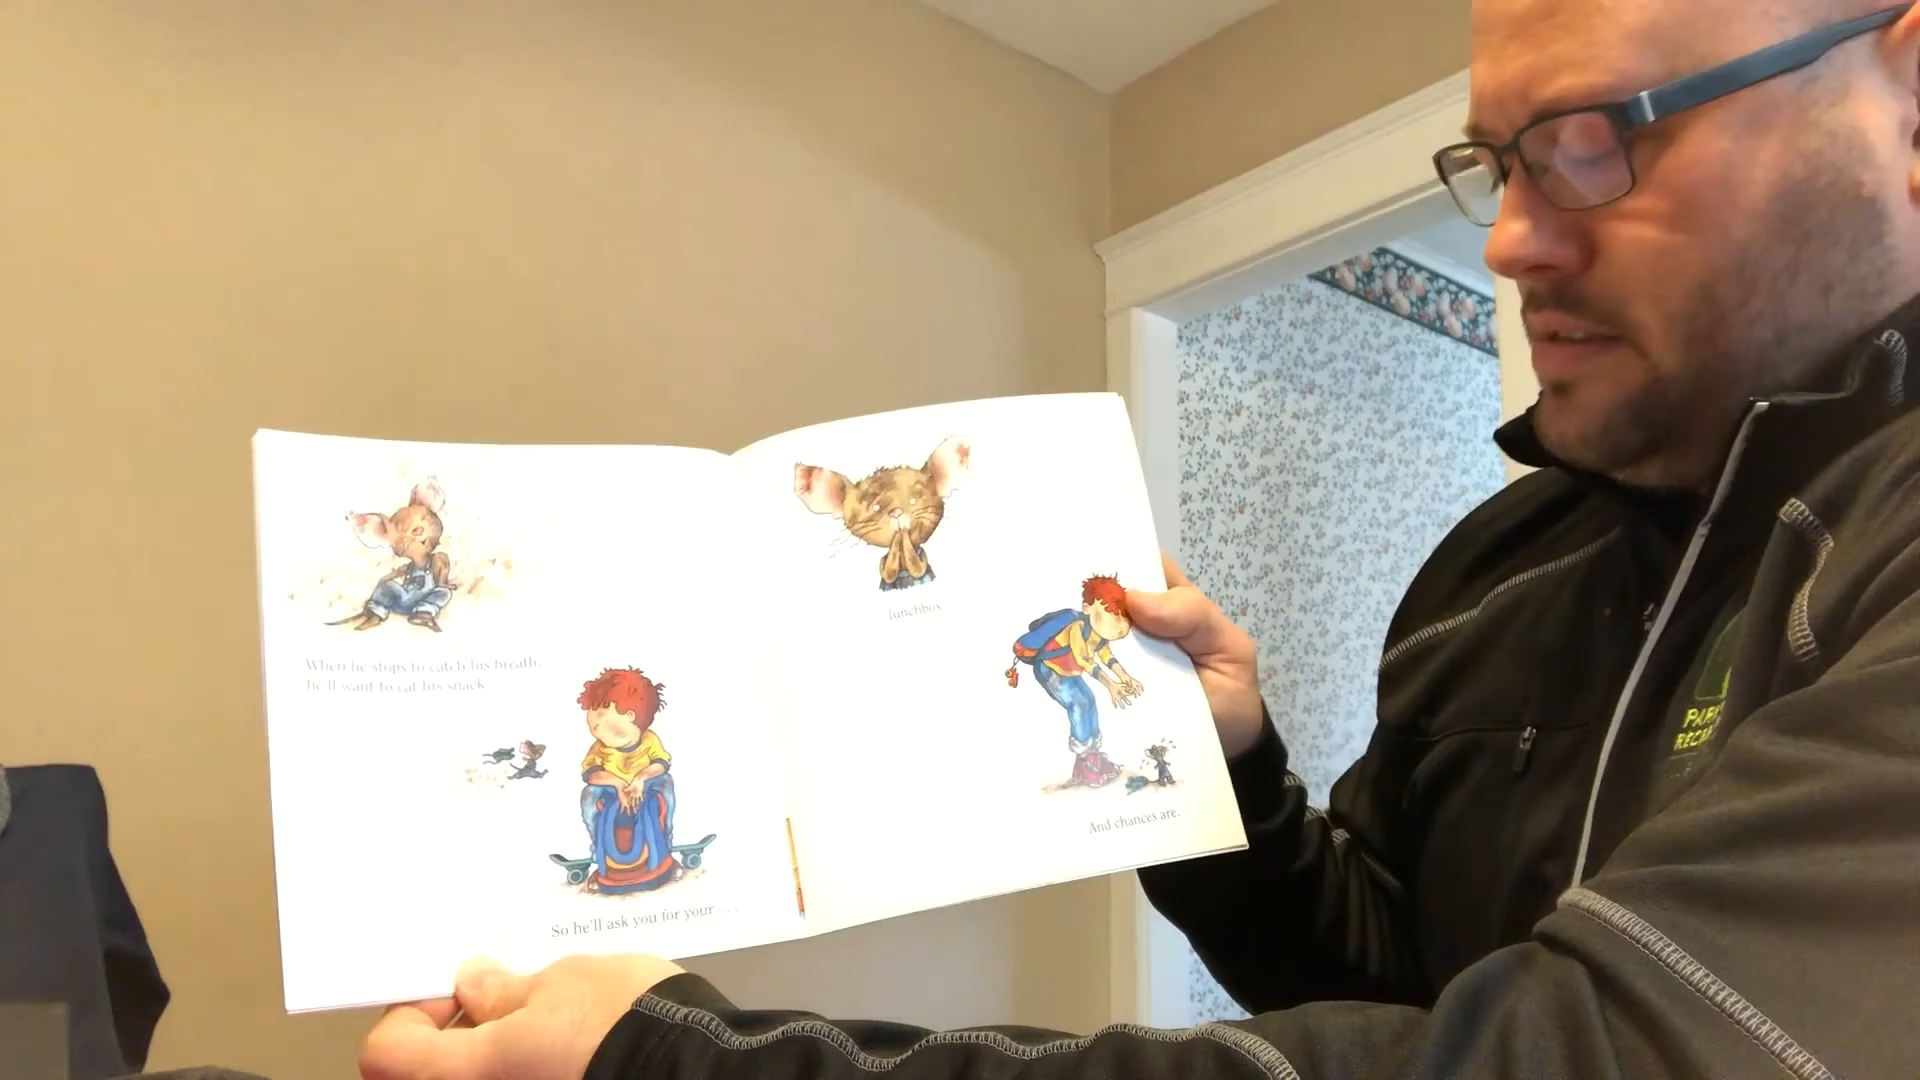 When he stops to catch his breath,
he'll want to eat his snack.
So he'll ask you for your . . .
lunchbox
And chances are,
PARKS